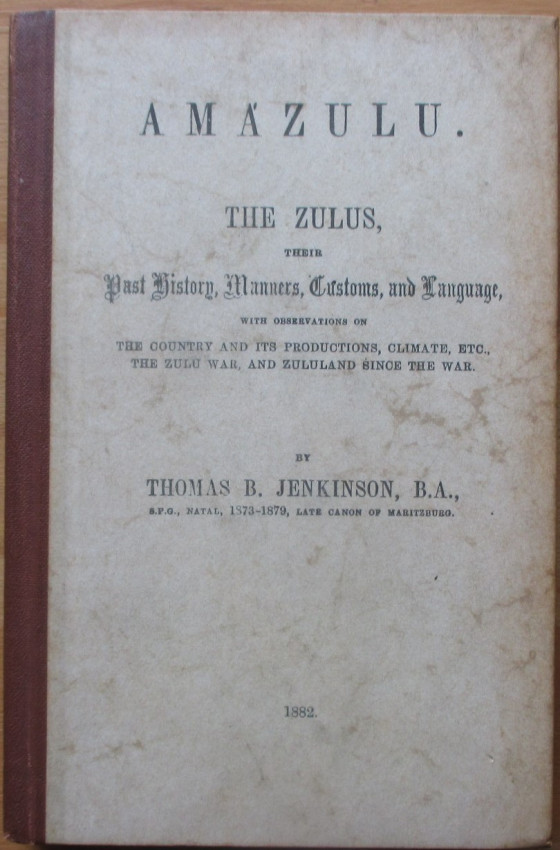 AMÁZULU.
THE ZULUS,
THEIR
Past History, Manners, Customs, and Language,
WITH OBSERVATIONS ON
THE COUNTRY AND ITS PRODUCTIONS, CLIMATE, ETC.,
THE ZULU WAR, AND ZULULAND SINCE THE WAR.
BY
THOMAS B. JENKINSON, B.A.,
S.P.G., NATAL, 1873-1879, LATE CANON OF MARITZBURG.
1882.